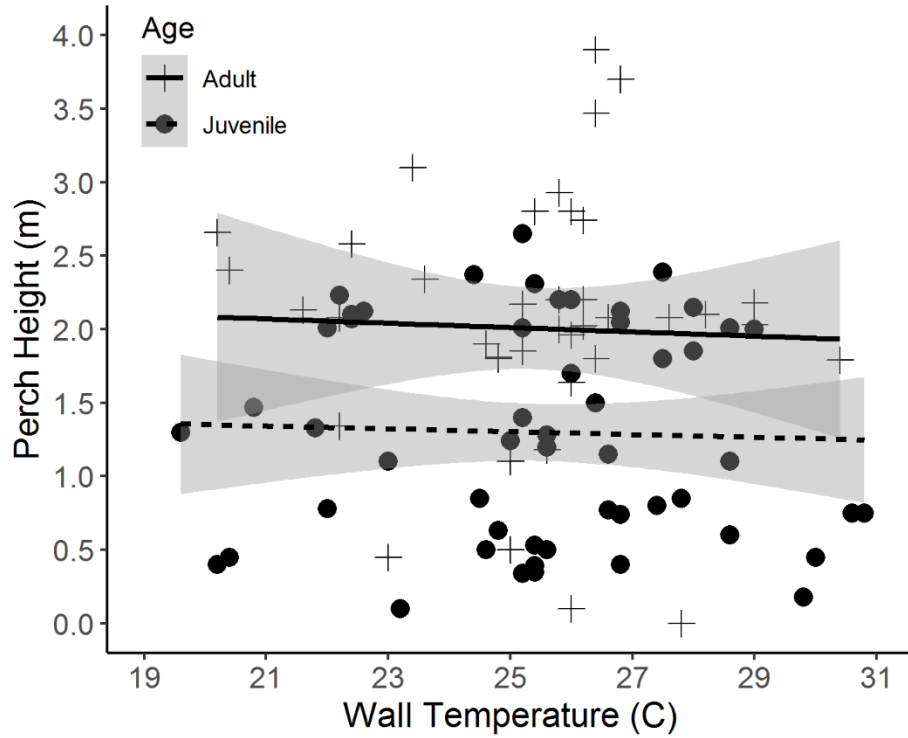 Age
Adult
Juvenile
Perch Height (m)
4.0
3.5
3.0
2.5
2.0
1.5
1.0
0.5
0.0
19 21 23 25 27 29 31
Wall Temperature (C)